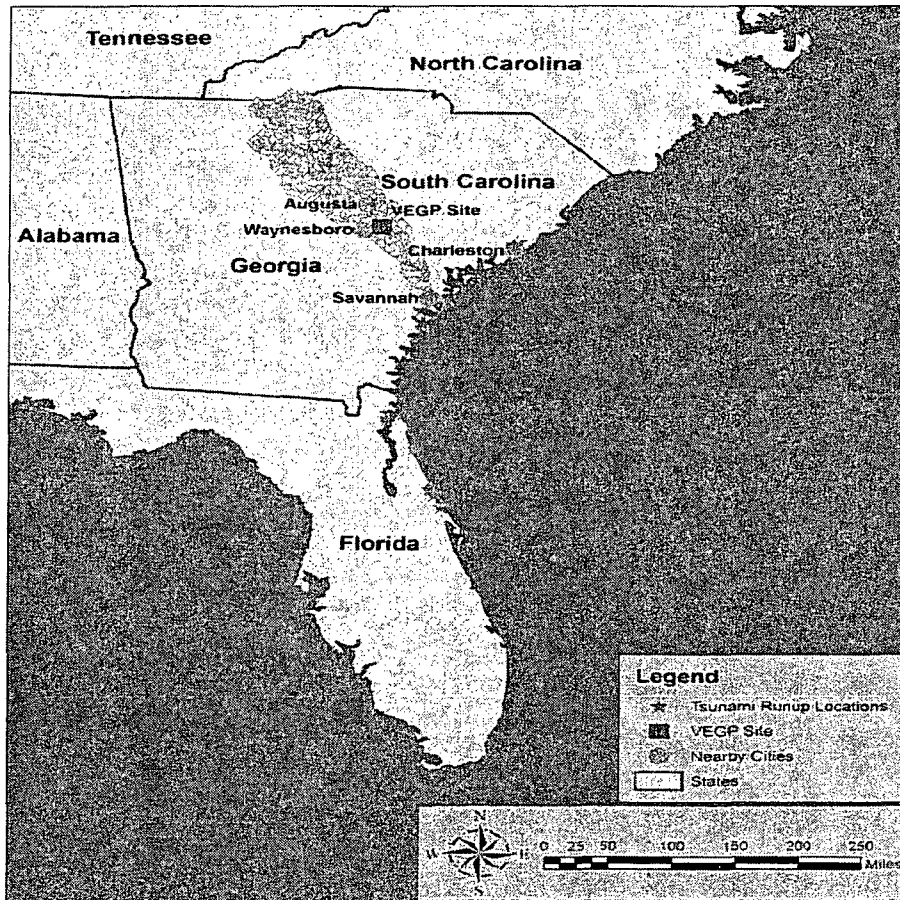 Tennessee
North Carolina
South Carolina
Augusta
VEGP Site
Waynesboro
Alabama
Charleston
Georgia
Savannah
Florida
Legend
Tsunami Runup Locations
VEGP Site
Nearby Cities
States
N
W E
S
0 25 50 100 150 200 250
Miles